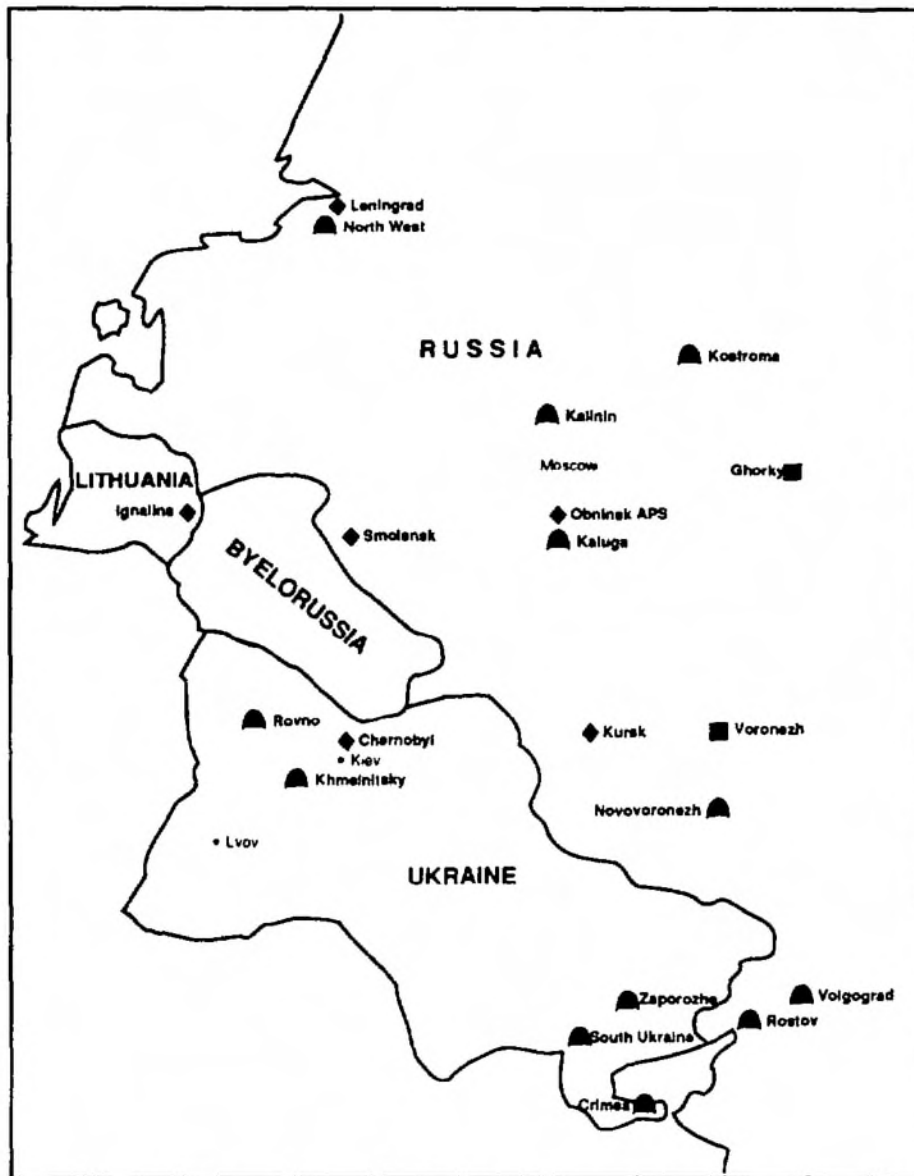 Leningrad
North West
RUSSIA
Kostroma
Kalinin
Moscow
Ghorky
LITHUANIA
Ignalina
Obninsk APS
Smolensk
Kaluga
BYELORUSSIA
Rovno
Chernobyl
Kiev
Khmelnitsky
Kursk
Voronezh
Novovoronezh
Lvov
UKRAINE
Zaporozhe
Volgograd
Rostov
South Ukraine
Crimea